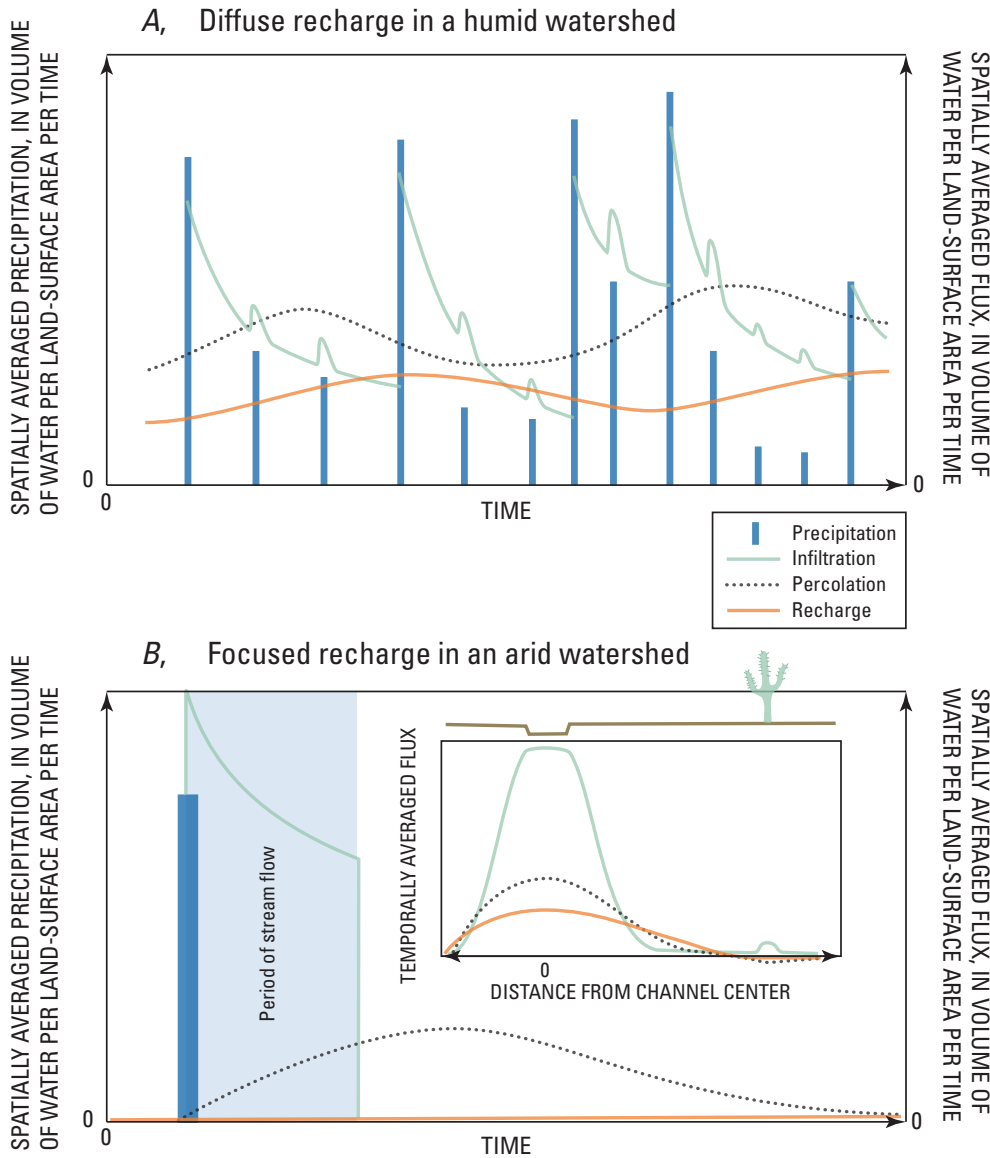 A, Diffuse recharge in a humid watershed
SPATIALLY AVERAGED PRECIPITATION, IN VOLUME
OF WATER PER LAND-SURFACE AREA PER TIME
SPATIALLY AVERAGED FLUX, IN VOLUME OF
WATER PER LAND-SURFACE AREA PER TIME
0
0
0
TIME
Precipitation
Infiltration
Percolation
Recharge
B, Focused recharge in an arid watershed
SPATIALLY AVERAGED PRECIPITATION, IN VOLUME
OF WATER PER LAND-SURFACE AREA PER TIME
Period of stream flow
TEMPORALLY AVERAGED FLUX
0
DISTANCE FROM CHANNEL CENTER
SPATIALLY AVERAGED FLUX, IN VOLUME OF
WATER PER LAND-SURFACE AREA PER TIME
0
0
0
TIME